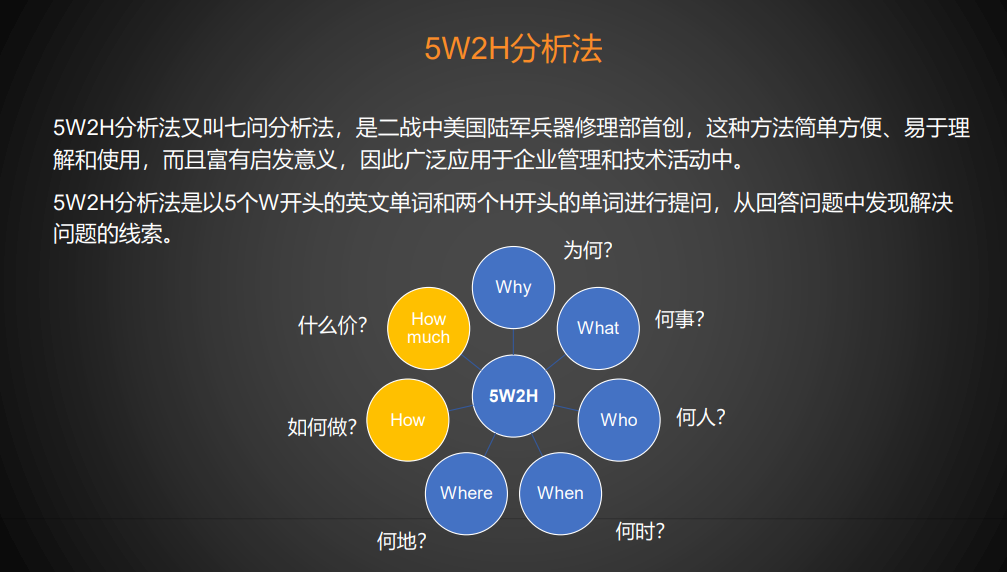 5W2H分析法
5W2H分析法又叫七问分析法，是二战中美国陆军兵器修理部首创，这种方法简单方便、易于理
解和使用，而且富有启发意义，因此广泛应用于企业管理和技术活动中。
5W2H分析法是以5个W开头的英文单词和两个H开头的单词进行提问，从回答问题中发现解决
问题的线索。
为何？
Why
什么价？
How
much
What
何事？
5W2H
如何做？
How
Who
何人？
Where
When
何地？
何时？